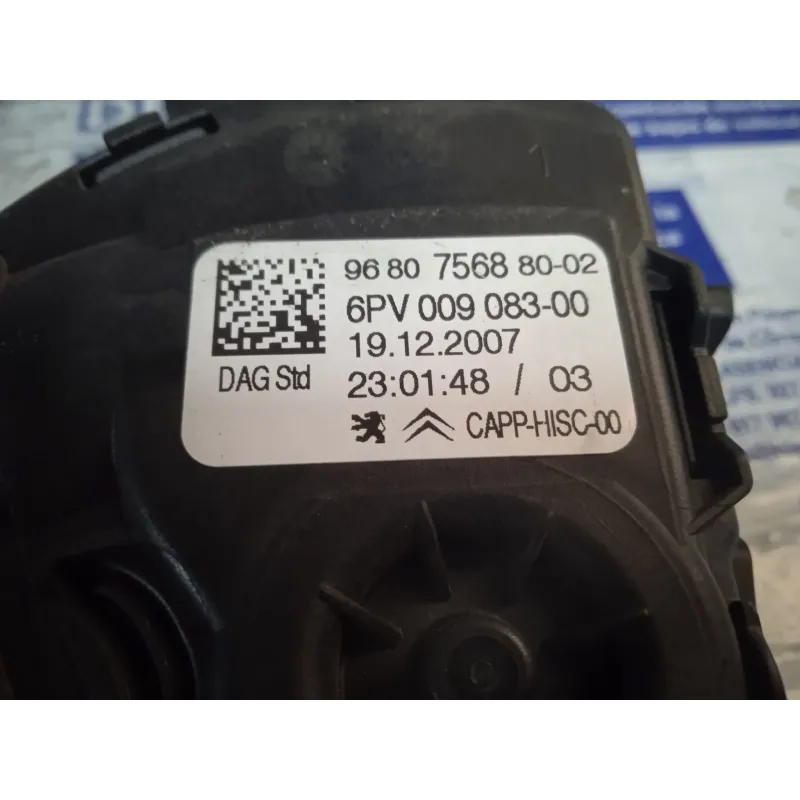 96 80 7568 80-02
6PV 009 083-00
19.12.2007
DAG Std
23:01:48 / 03
CAPP-HISC-00
1